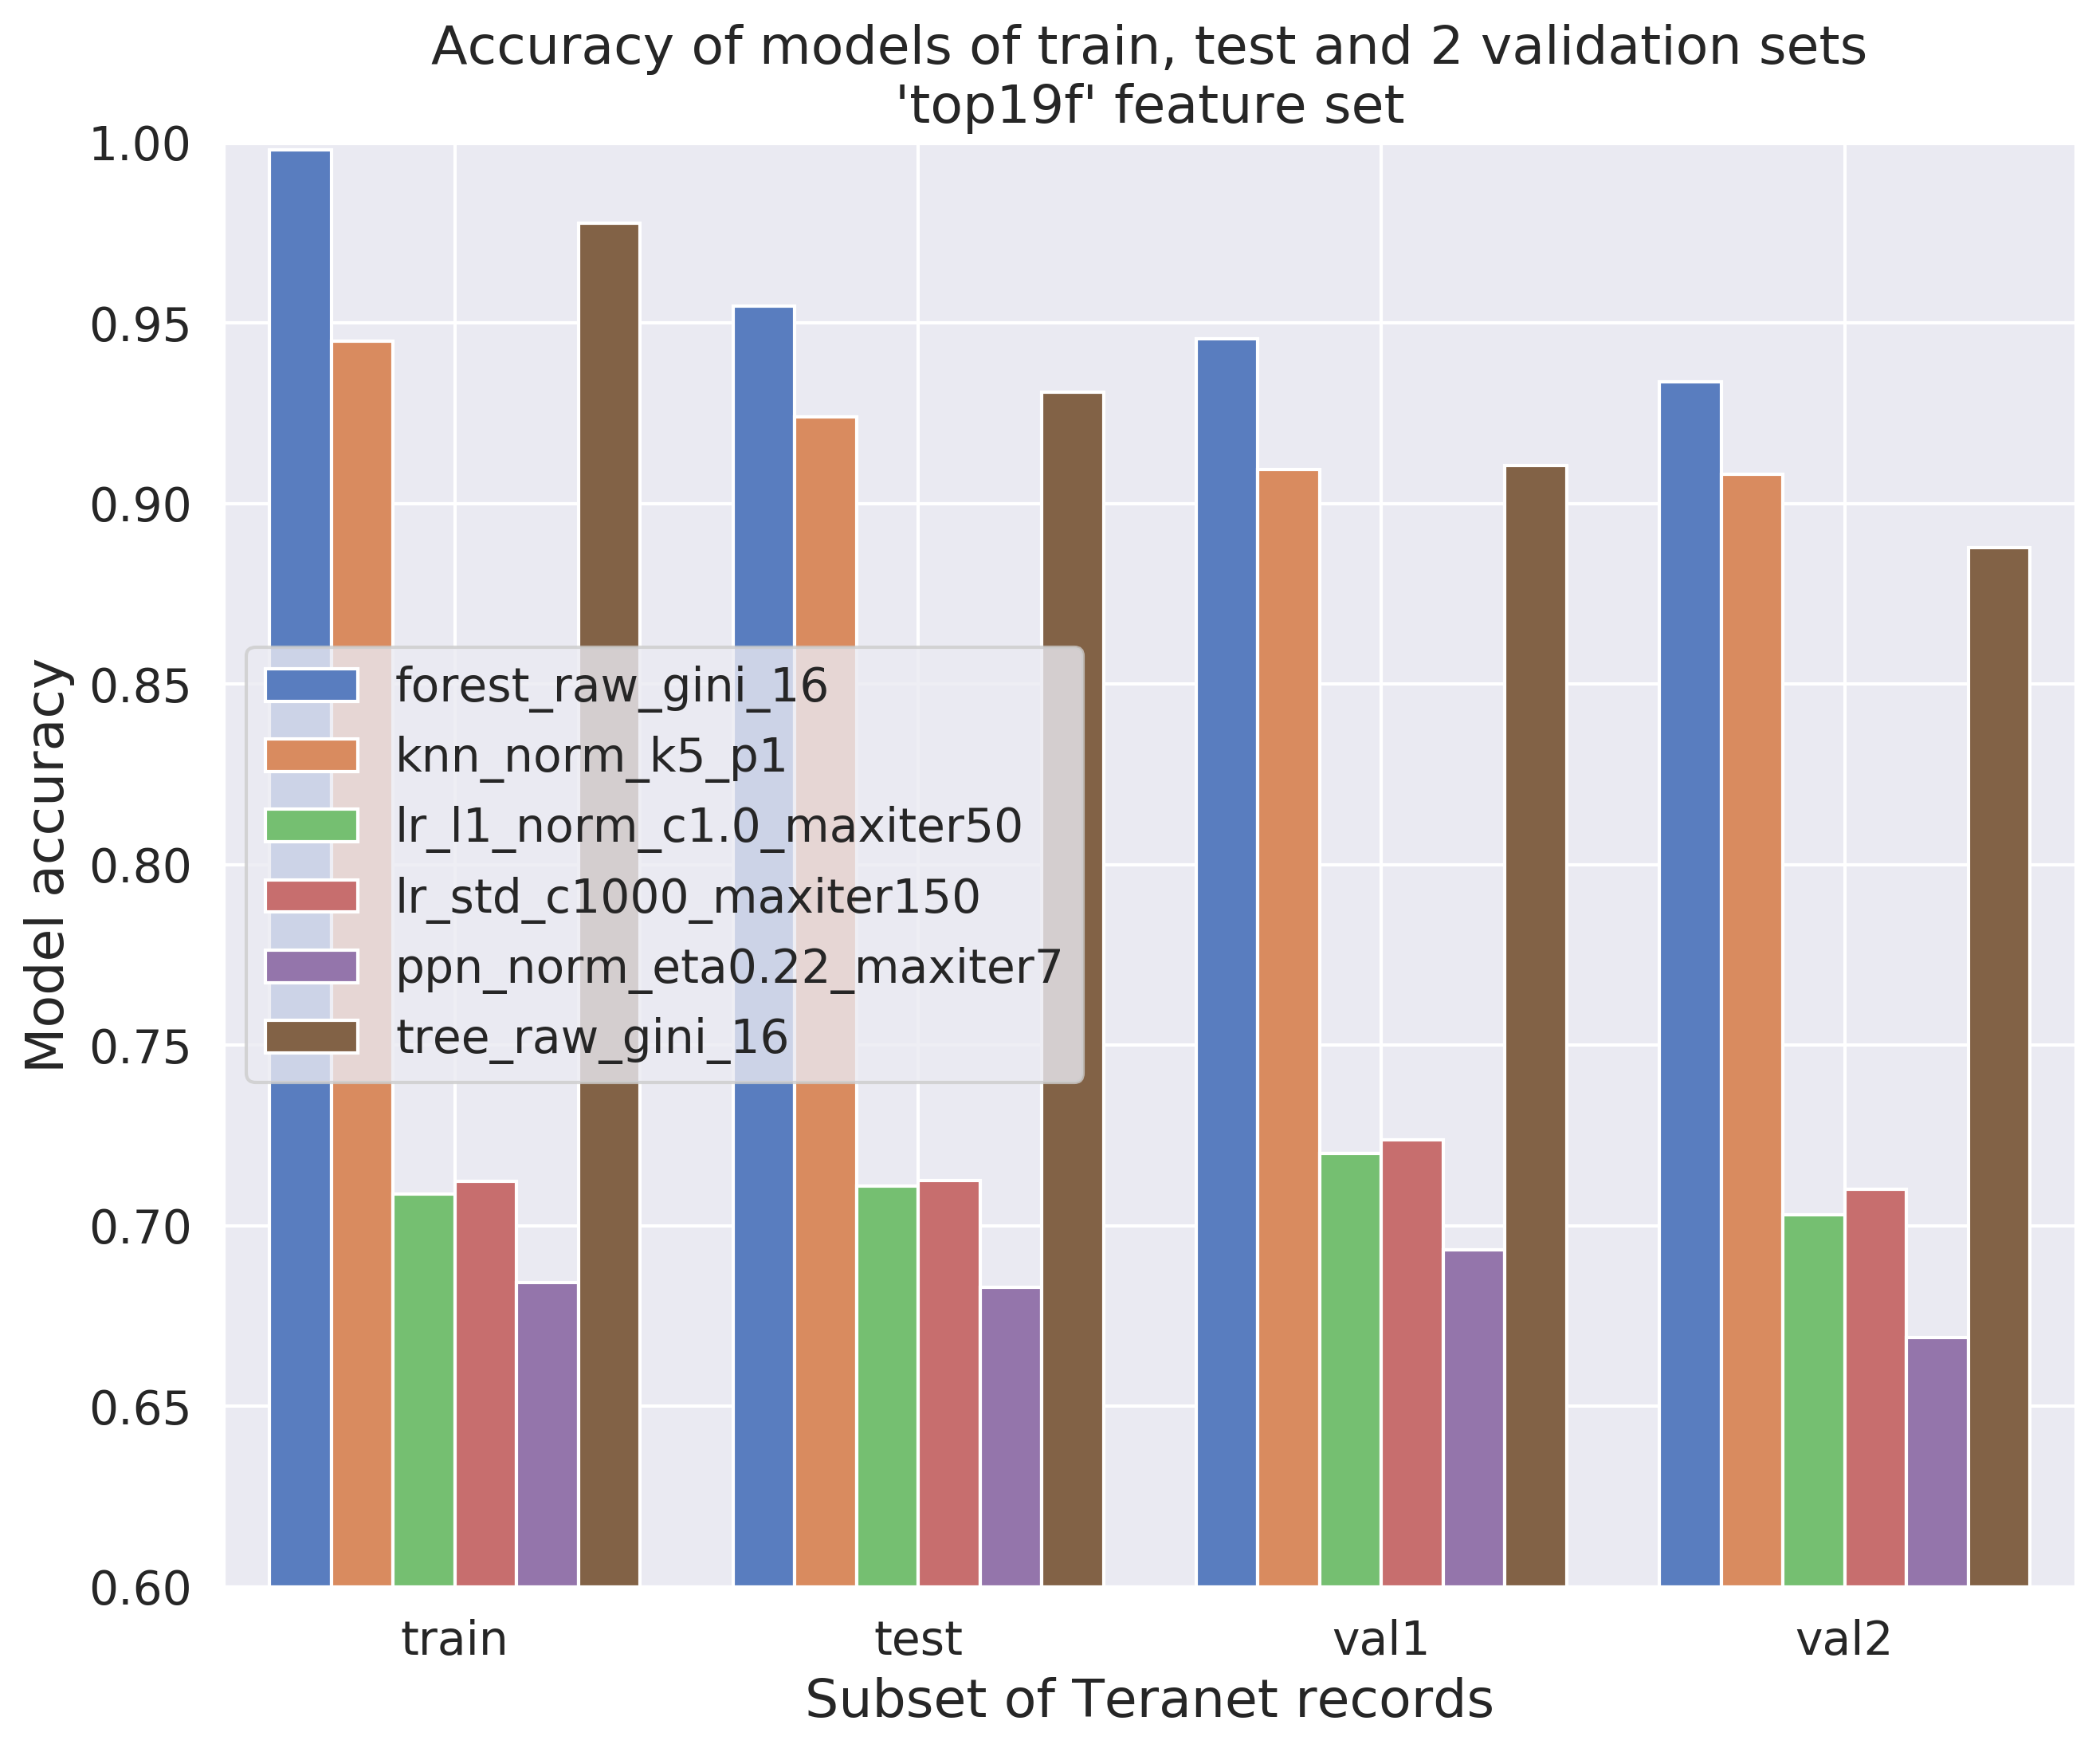 Accuracy of models of train, test and 2 validation sets
'top19f' feature set
Model accuracy
1.00
0.95
0.90
0.85
0.80
0.75
0.70
0.65
0.60
forest_raw_gini_16
knn_norm_k5_p1
lr_l1_norm_c1.0_maxiter50
lr_std_c1000_maxiter150
ppn_norm_eta0.22_maxiter7
tree_raw_gini_16
train test val1 val2
Subset of Teranet records